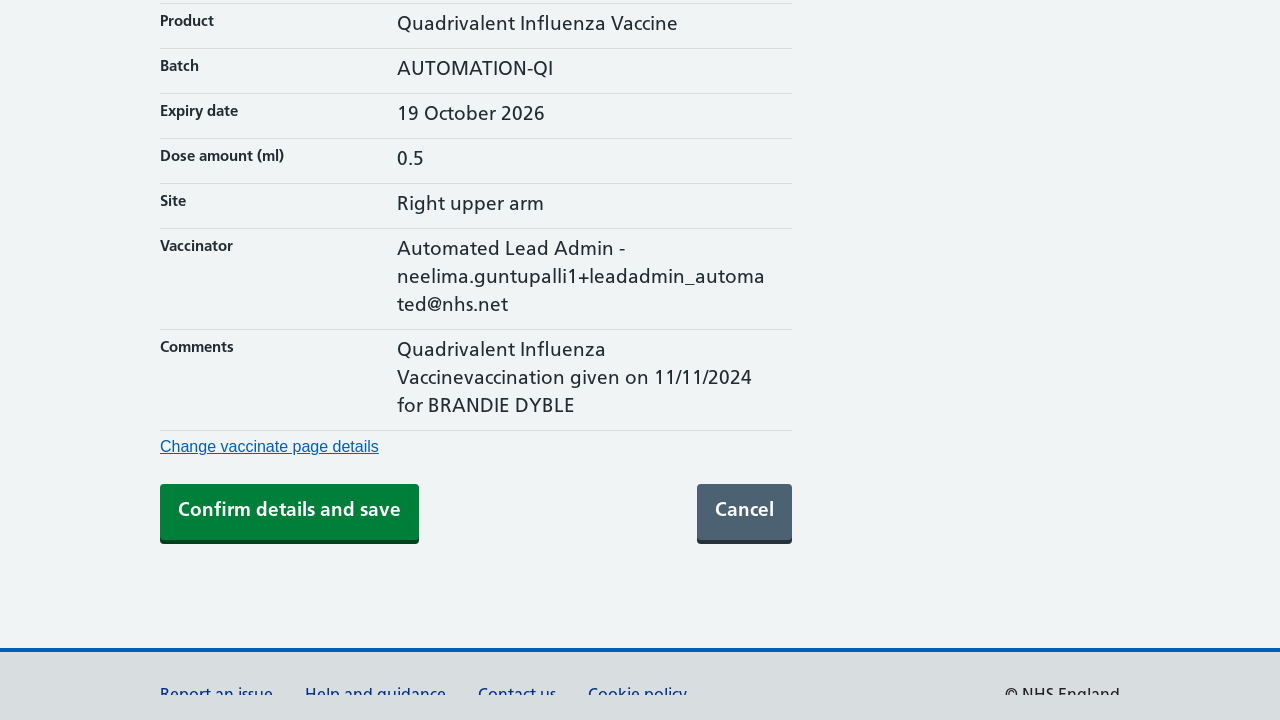 Product Quadrivalent Influenza Vaccine
Batch AUTOMATION-QI
Expiry date 19 October 2026
Dose amount (ml) 0.5
Site Right upper arm
Vaccinator Automated Lead Admin -
neelima.guntupalli1+leadadmin_automa
ted@nhs.net
Comments Quadrivalent Influenza
Vaccinevaccination given on 11/11/2024
for BRANDIE DYBLE
Change vaccinate page details
Confirm details and save Cancel
Report an issue Help and guidance Contact us Cookie policy © NHS England